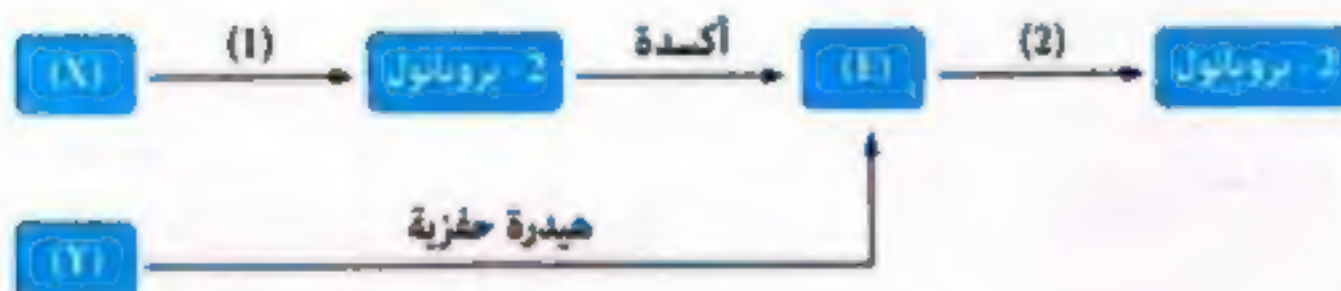 (X) (1) 2 - بروبانول أكسدة (E) (2) 2 - بروبانول
(Y) هيدرة حفزية